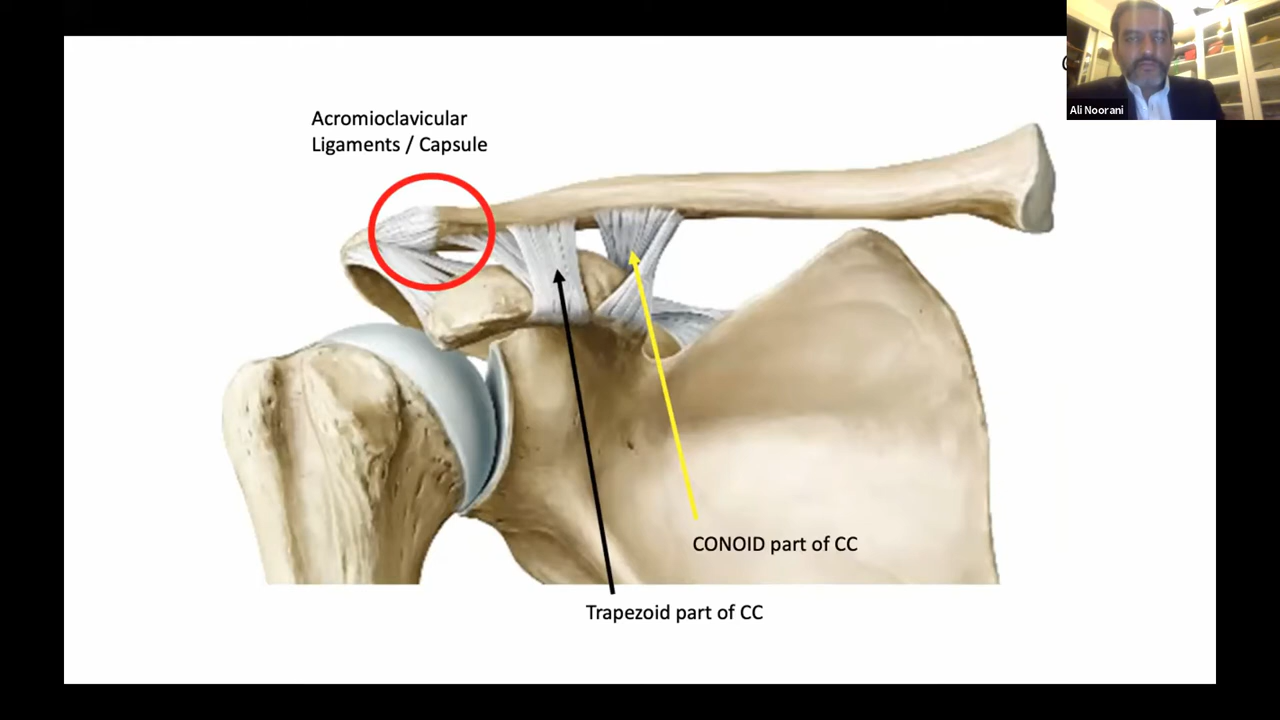 Acromioclavicular
Ligaments / Capsule
Ali Noorani
CONOID part of CC
Trapezoid part of CC